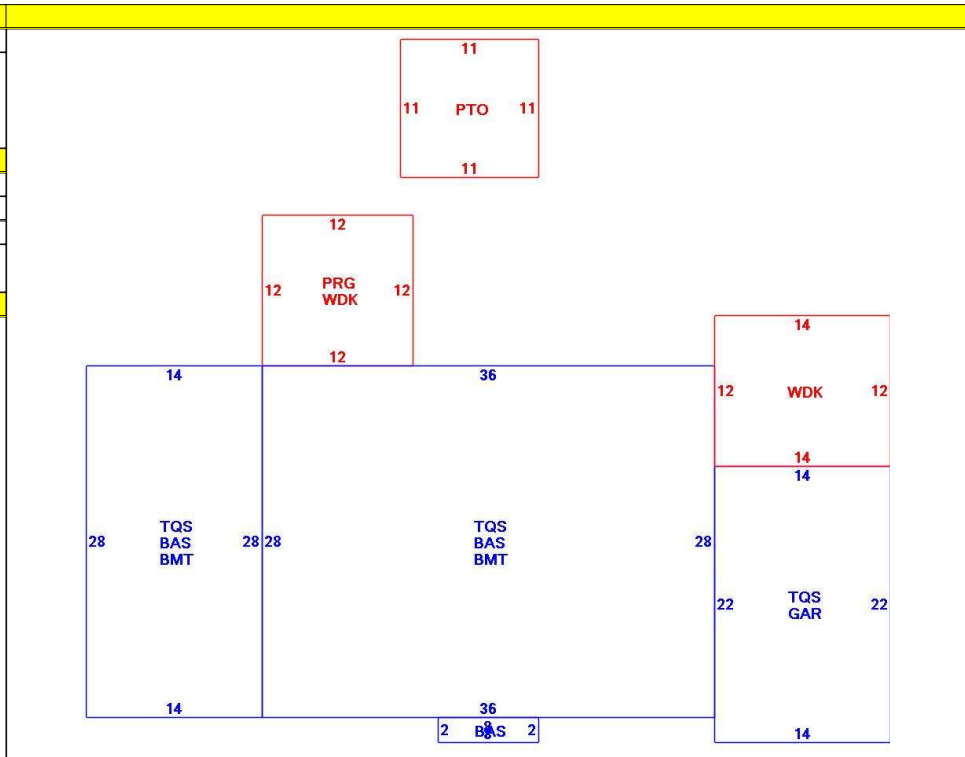 11
11 PTO 11
11
12
12 PRG 12
WDK
12
14
12 WDK 12
14
14
36
28 TQS 28
BAS
BMT
28 TQS 28
BAS
BMT
14
22 TQS 22
GAR
14
36
2 BAS 2
14